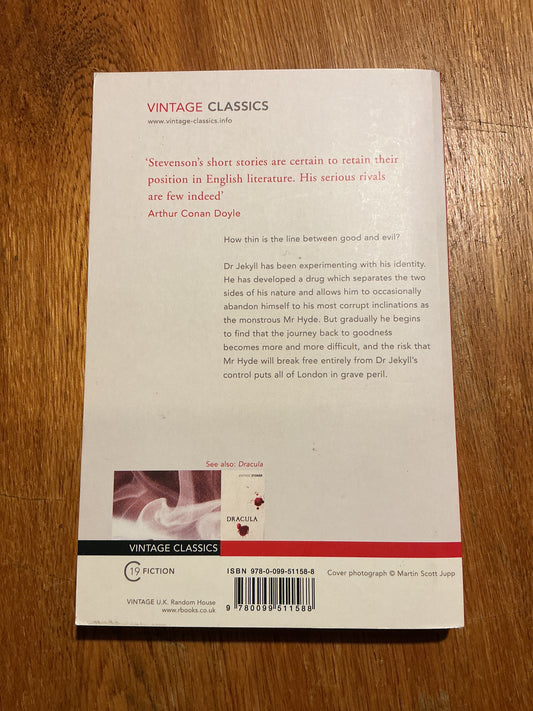 VINTAGE CLASSICS
www.vintage-classics.info
‘Stevenson’s short stories are certain to retain their
position in English literature. His serious rivals
are few indeed’
Arthur Conan Doyle
How thin is the line between good and evil?
Dr Jekyll has been experimenting with his identity.
He has developed a drug which separates the two
sides of his nature and allows him to occasionally
abandon himself to his most corrupt inclinations as
the monstrous Mr Hyde. But gradually he begins
to find that the journey back to goodness
becomes more and more difficult, and the risk that
Mr Hyde will break free entirely from Dr Jekyll’s
control puts all of London in grave peril.
See also: Dracula
DRACULA
VINTAGE CLASSICS
C19 FICTION
VINTAGE U.K. Random House
www.rbooks.co.uk
ISBN 978-0-099-51158-8
9 780099 511588
Cover photograph © Martin Scott Jupp